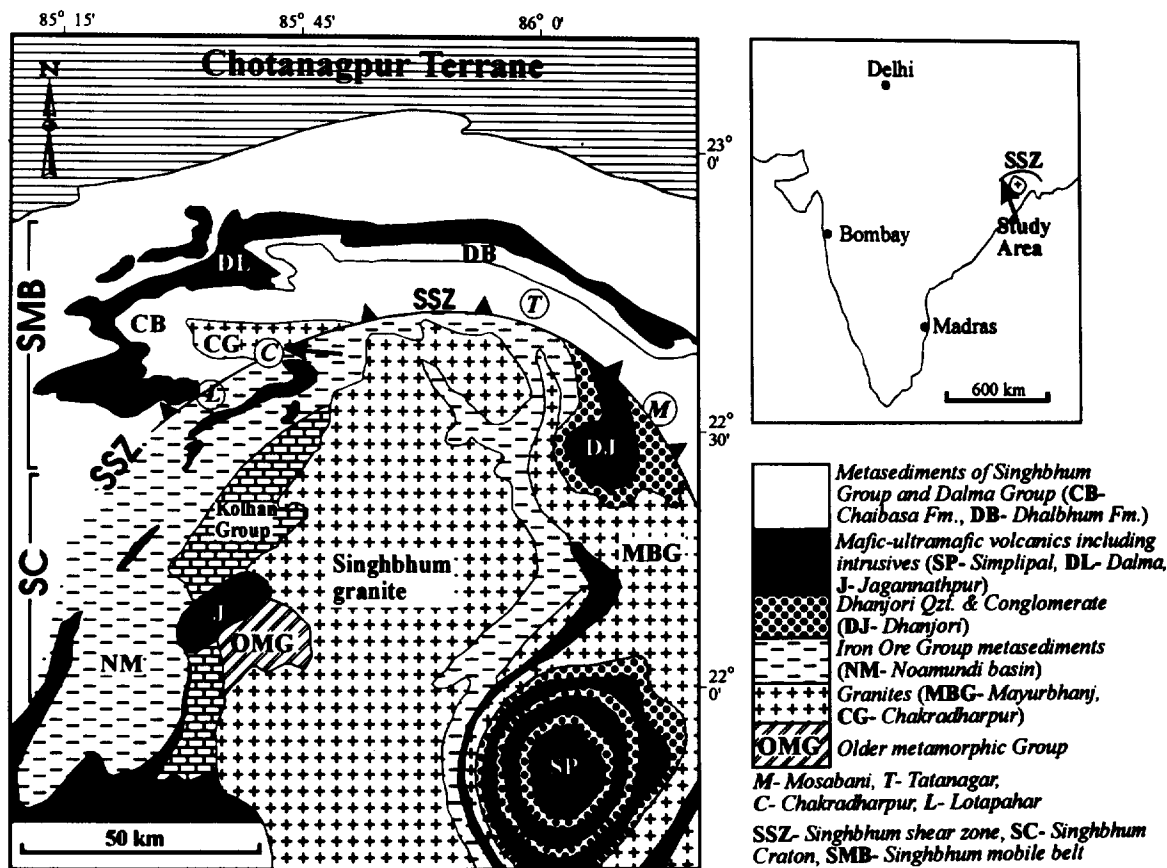 85° 15'
85° 45'
86° 0'
Chotanagpur Terrane
N
23°
0'
DL
DB
SMB
SSZ
T
CB
CG
C
L
M
22°
30'
SSZ
DJ
Kolhan
Group
MBG
SC
Singhbhum
granite
J
OMG
NM
22°
0'
SP
50 km
Delhi
SSZ
Study
Area
Bombay
Madras
600 km
Metasediments of Singhbhum
Group and Dalma Group (CB-
Chaibasa Fm., DB- Dhalbhum Fm.)
Mafic-ultramafic volcanics including
intrusives (SP- Simplipal, DL- Dalma,
J- Jagannathpur)
Dhanjori Qzt. & Conglomerate
(DJ- Dhanjori)
Iron Ore Group metasediments
(NM- Noamundi basin)
Granites (MBG- Mayurbhanj,
CG- Chakradharpur)
OMG Older metamorphic Group
M- Mosabani, T- Tatanagar,
C- Chakradharpur, L- Lotapahar
SSZ- Singhbhum shear zone, SC- Singhbhum
Craton, SMB- Singhbhum mobile belt